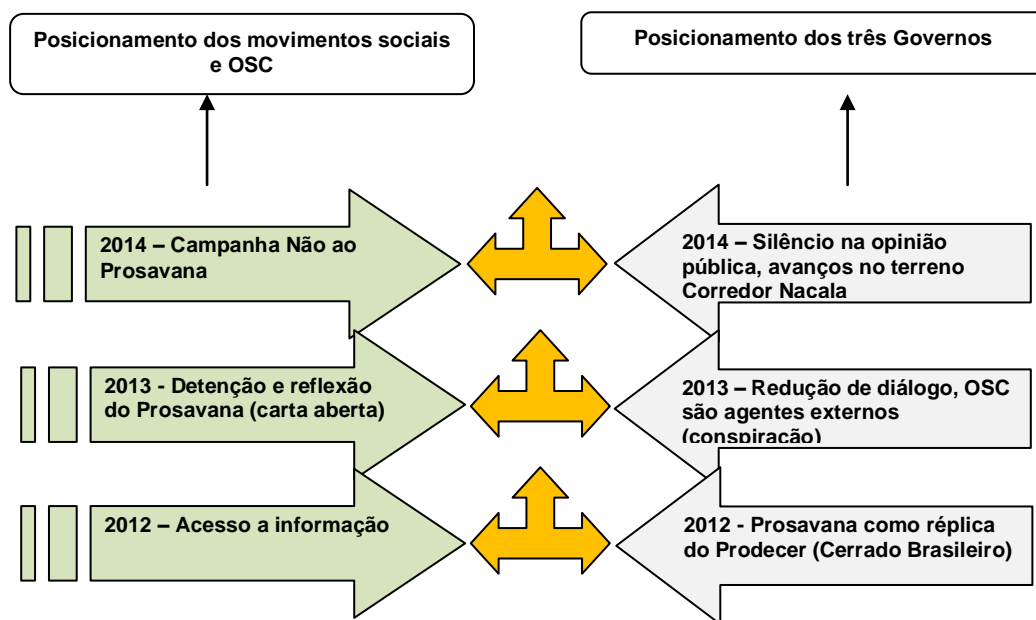 Posicionamento dos movimentos sociais
e OSC
Posicionamento dos três Governos
2014 – Campanha Não ao
Prosavana
2014 – Silêncio na opinião
pública, avanços no terreno
Corredor Nacala
2013 - Detenção e reflexão
do Prosavana (carta aberta)
2013 – Redução de diálogo, OSC
são agentes externos
(conspiração)
2012 – Acesso a informação
2012 - Prosavana como réplica
do Prodecer (Cerrado Brasileiro)